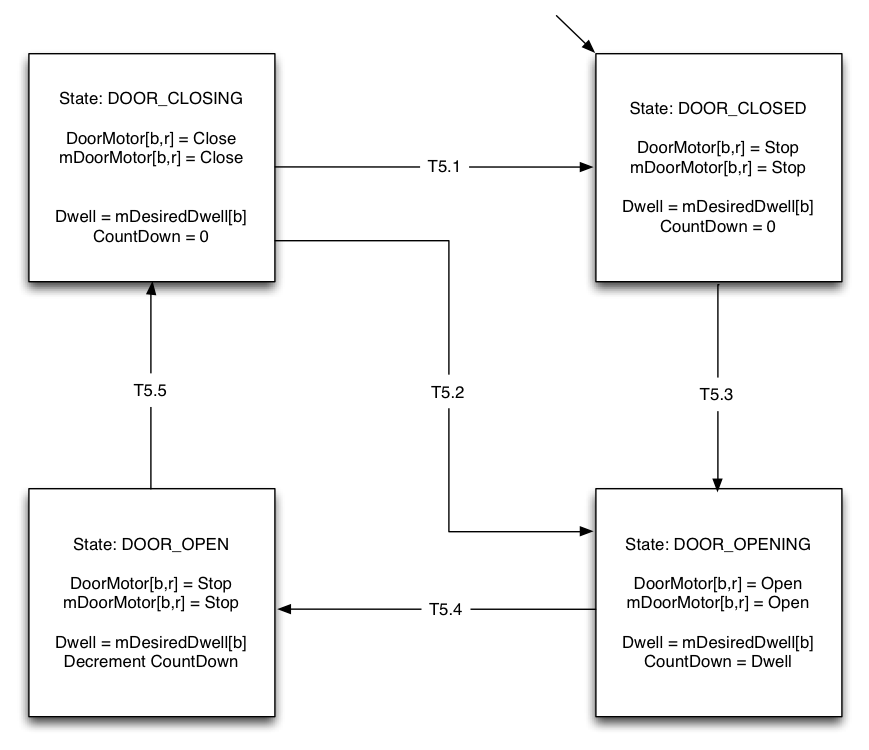 State: DOOR_CLOSING
DoorMotor[b,r] = Close
mDoorMotor[b,r] = Close
Dwell = mDesiredDwell[b]
CountDown = 0
T5.1
State: DOOR_CLOSED
DoorMotor[b,r] = Stop
mDoorMotor[b,r] = Stop
Dwell = mDesiredDwell[b]
CountDown = 0
T5.5
T5.2
T5.3
State: DOOR_OPEN
DoorMotor[b,r] = Stop
mDoorMotor[b,r] = Stop
Dwell = mDesiredDwell[b]
Decrement CountDown
T5.4
State: DOOR_OPENING
DoorMotor[b,r] = Open
mDoorMotor[b,r] = Open
Dwell = mDesiredDwell[b]
CountDown = Dwell